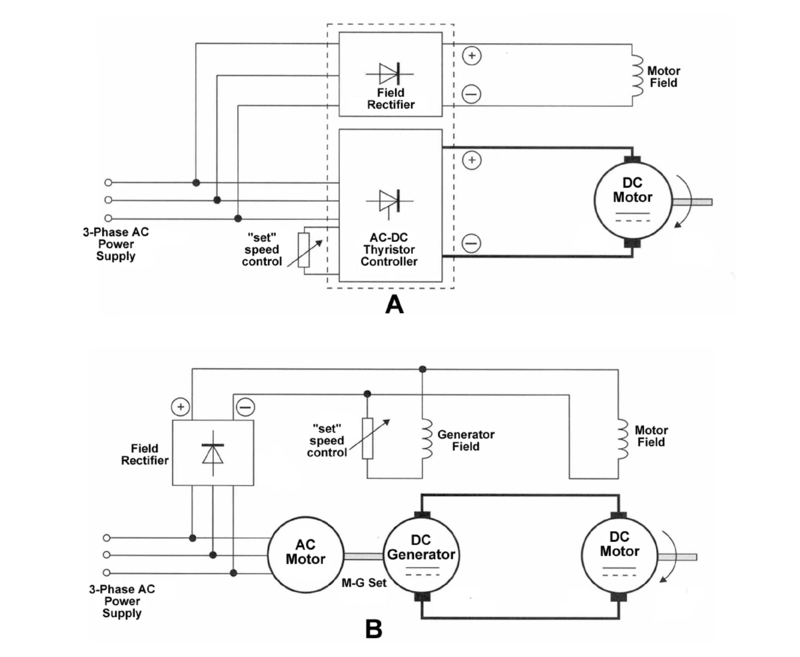 Field
Rectifier
+
−
Motor
Field
3-Phase AC
Power
Supply
"set"
speed
control
AC-DC
Thyristor
Controller
+
−
DC
Motor
A
+
−
Field
Rectifier
"set"
speed
control
Generator
Field
Motor
Field
3-Phase AC
Power
Supply
AC
Motor
M-G Set
DC
Generator
DC
Motor
B